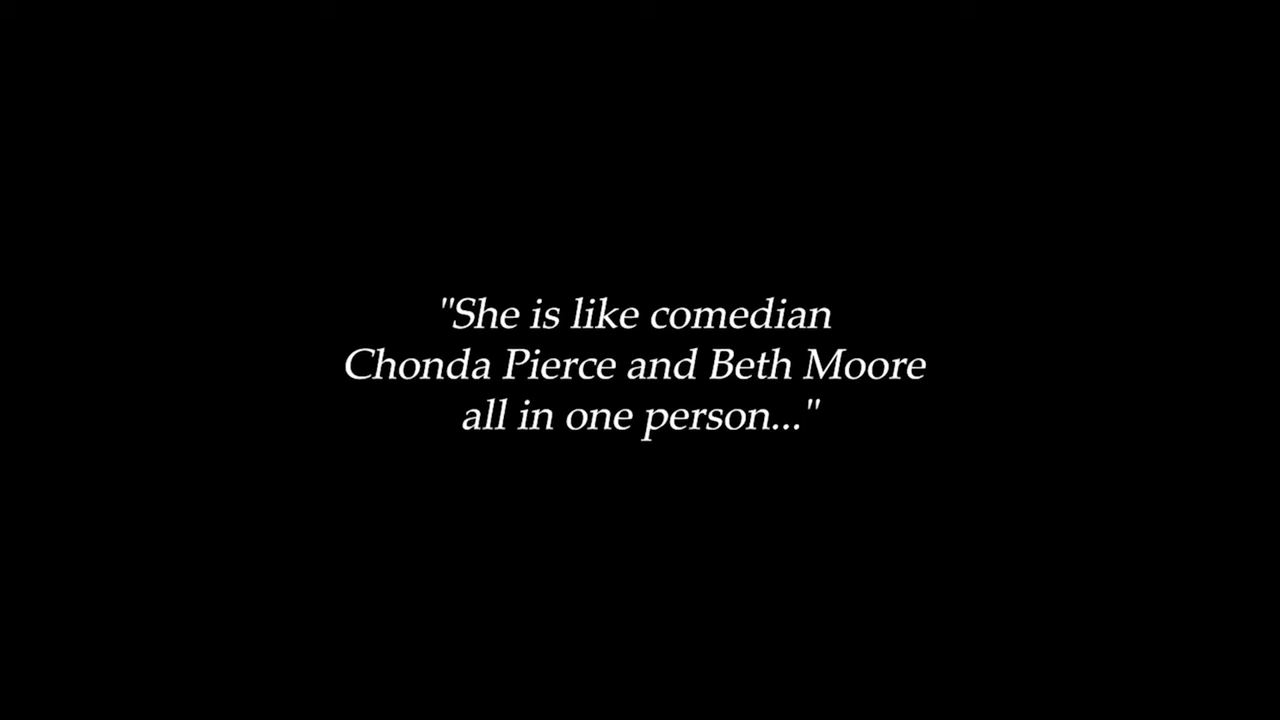 "She is like comedian
Chonda Pierce and Beth Moore
all in one person..."